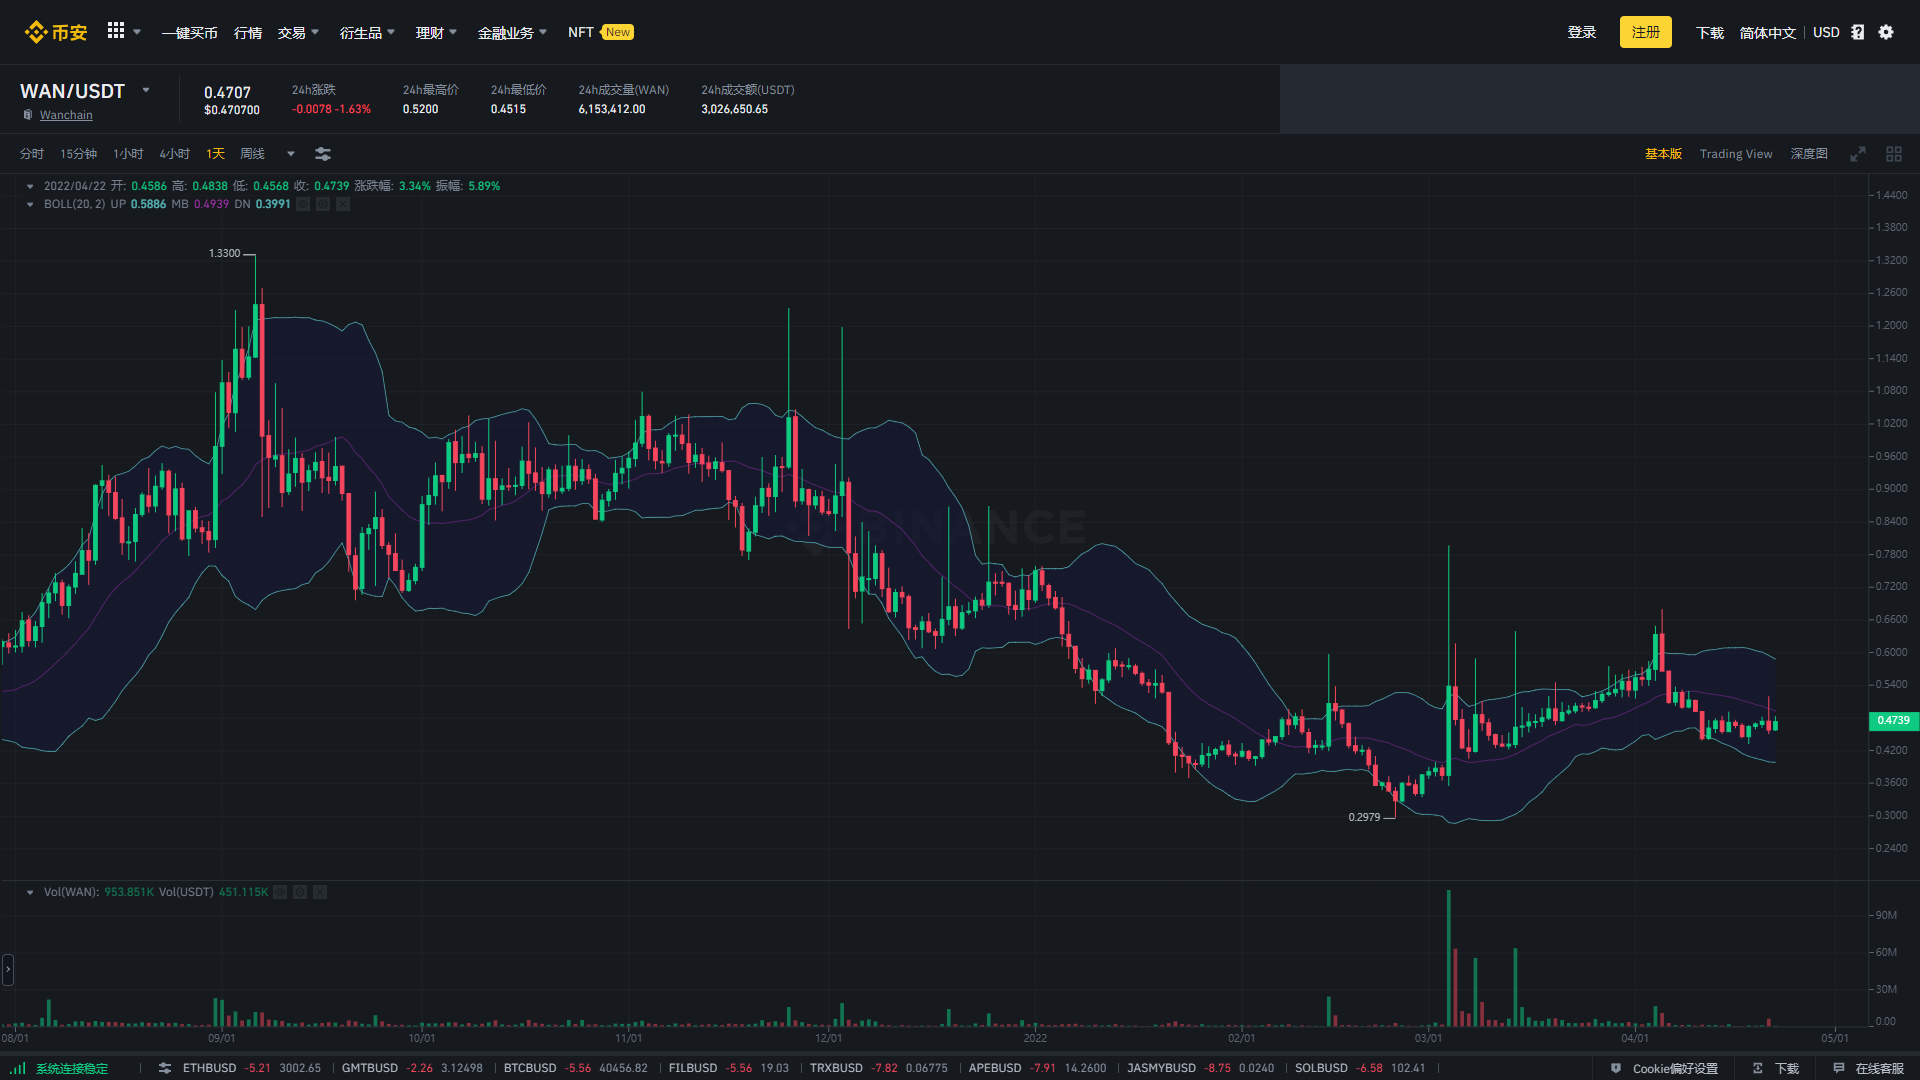 币安 一键买币 行情 交易 衍生品 理财 金融业务 NFT New 登录 注册 下载 简体中文 USD
WAN/USDT
Wanchain
0.4707
$0.470700
24h涨跌
-0.0078 -1.63%
24h最高价
0.5200
24h最低价
0.4515
24h成交量(WAN)
6,153,412.00
24h成交额(USDT)
3,026,650.65
分时 15分钟 1小时 4小时 1天 周线 基本版 Trading View 深度图
2022/04/22 开: 0.4586 高: 0.4838 低: 0.4568 收: 0.4739 涨跌幅: 3.34% 振幅: 5.89%
BOLL(20, 2) UP 0.5886 MB 0.4939 DN 0.3991
1.3300
BINANCE
0.2979
1.4400
1.3800
1.3200
1.2600
1.2000
1.1400
1.0800
1.0200
0.9600
0.9000
0.8400
0.7800
0.7200
0.6600
0.6000
0.5400
0.4739
0.4200
0.3600
0.3000
0.2400
Vol(WAN): 953.851K Vol(USDT) 451.115K
90M
60M
30M
0.00
08/01 09/01 10/01 11/01 12/01 2022 02/01 03/01 04/01 05/01
系统连接稳定 ETHBUSD -5.21 3002.65 GMTBUSD -2.26 3.12498 BTCBUSD -5.56 40456.82 FILBUSD -5.56 19.03 TRXBUSD -7.82 0.06775 APEBUSD -7.91 14.2600 JASMYBUSD -8.75 0.0240 SOLBUSD -6.58 102.41 Cookie偏好设置 下载 在线客服